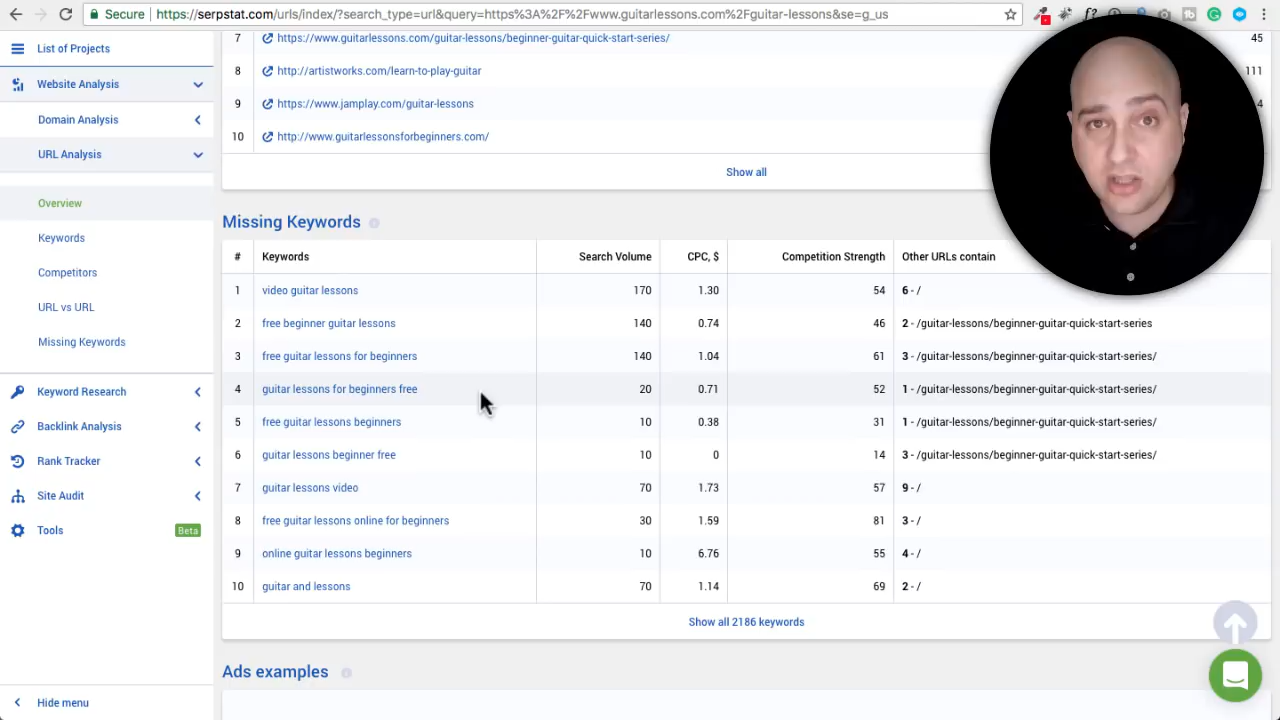 Secure https://serpstat.com/urls/index/?search_type=url&query=https%3A%2F%2Fwww.guitarlessons.com%2Fguitar-lessons&se=g_us
List of Projects
Website Analysis
Domain Analysis
URL Analysis
Overview
Keywords
Competitors
URL vs URL
Missing Keywords
Keyword Research
Backlink Analysis
Rank Tracker
Site Audit
Tools Beta
Hide menu
7 https://www.guitarlessons.com/guitar-lessons/beginner-guitar-quick-start-series/ 45
8 http://artistworks.com/learn-to-play-guitar 111
9 https://www.jamplay.com/guitar-lessons 4
10 http://www.guitarlessonsforbeginners.com/
Show all
Missing Keywords
# Keywords Search Volume CPC, $ Competition Strength Other URLs contain
1 video guitar lessons 170 1.30 54 6 - /
2 free beginner guitar lessons 140 0.74 46 2 - /guitar-lessons/beginner-guitar-quick-start-series
3 free guitar lessons for beginners 140 1.04 61 3 - /guitar-lessons/beginner-guitar-quick-start-series/
4 guitar lessons for beginners free 20 0.71 52 1 - /guitar-lessons/beginner-guitar-quick-start-series/
5 free guitar lessons beginners 10 0.38 31 1 - /guitar-lessons/beginner-guitar-quick-start-series/
6 guitar lessons beginner free 10 0 14 3 - /guitar-lessons/beginner-guitar-quick-start-series/
7 guitar lessons video 70 1.73 57 9 - /
8 free guitar lessons online for beginners 30 1.59 81 3 - /
9 online guitar lessons beginners 10 6.76 55 4 - /
10 guitar and lessons 70 1.14 69 2 - /
Show all 2186 keywords
Ads examples